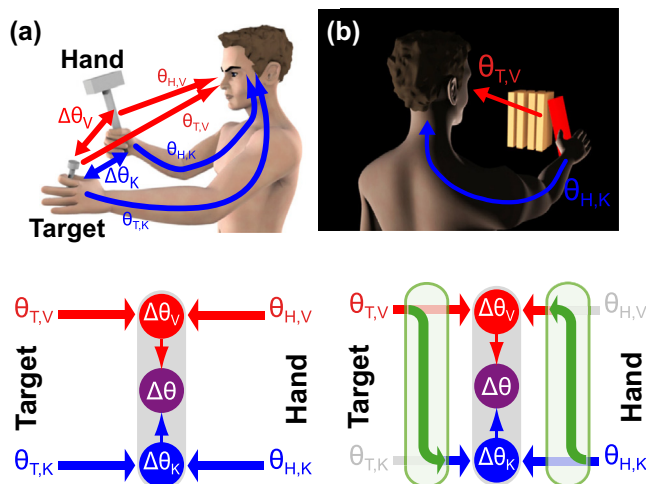 (a)
Hand
θH,V
θT,V
ΔθV
θH,K
ΔθK
Target
θT,K
(b)
θT,V
θH,K
θT,V
ΔθV
θH,V
Target
Δθ
Hand
θT,K
ΔθK
θH,K
θT,V
ΔθV
θH,V
Target
Δθ
Hand
θT,K
ΔθK
θH,K